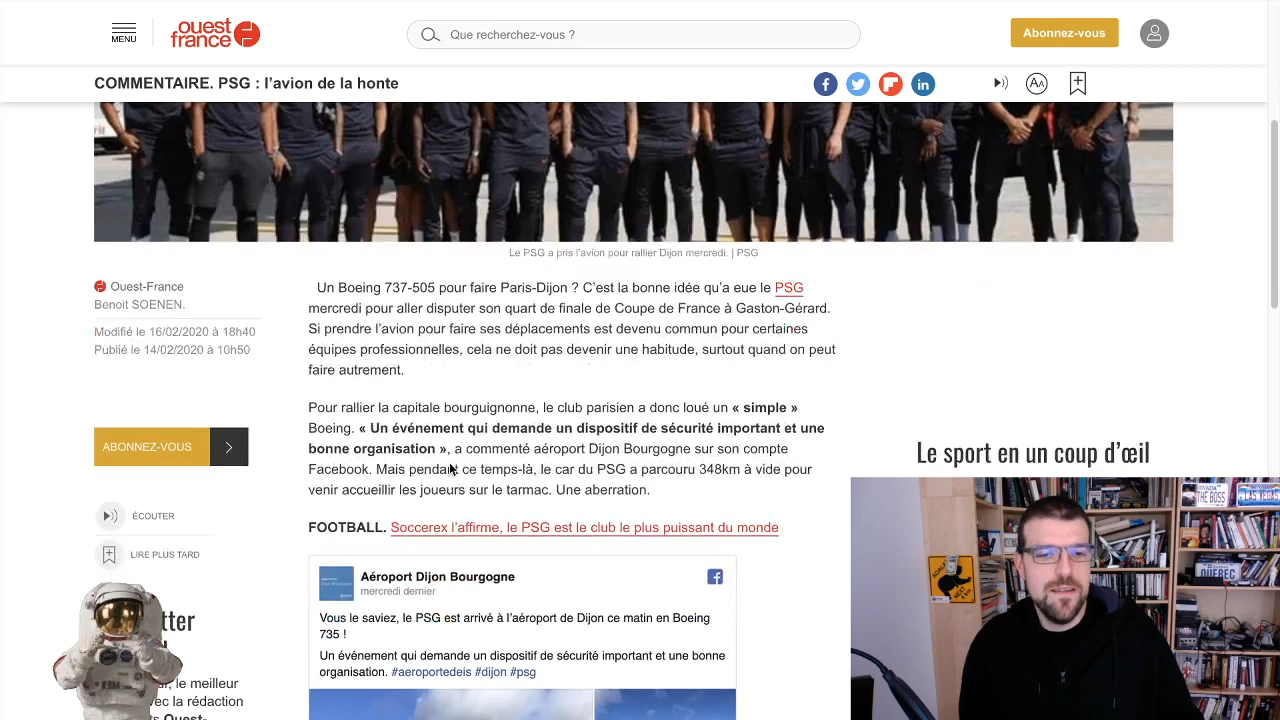 MENU
ouest
france
Que recherchez-vous ?
Abonnez-vous
COMMENTAIRE. PSG : l’avion de la honte
Le PSG a pris l’avion pour rallier Dijon mercredi. | PSG
Ouest-France
Benoit SOENEN.
Modifié le 16/02/2020 à 18h40
Publié le 14/02/2020 à 10h50
ABONNEZ-VOUS
ÉCOUTER
LIRE PLUS TARD
Un Boeing 737-505 pour faire Paris-Dijon ? C’est la bonne idée qu’a eue le PSG
mercredi pour aller disputer son quart de finale de Coupe de France à Gaston-Gérard.
Si prendre l’avion pour faire ses déplacements est devenu commun pour certaines
équipes professionnelles, cela ne doit pas devenir une habitude, surtout quand on peut
faire autrement.
Pour rallier la capitale bourguignonne, le club parisien a donc loué un « simple »
Boeing. « Un événement qui demande un dispositif de sécurité important et une
bonne organisation », a commenté aéroport Dijon Bourgogne sur son compte
Facebook. Mais pendant ce temps-là, le car du PSG a parcouru 348km à vide pour
venir accueillir les joueurs sur le tarmac. Une aberration.
FOOTBALL. Soccerex l’affirme, le PSG est le club le plus puissant du monde
Aéroport Dijon Bourgogne
mercredi dernier
Vous le saviez, le PSG est arrivé à l'aéroport de Dijon ce matin en Boeing
735 !
Un événement qui demande un dispositif de sécurité important et une bonne
organisation. #aeroportedeis #dijon #psg
le meilleur
la rédaction
Ouest-
Le sport en un coup d’œil
THE BOSS
LAS VEGAS
QUÉBEC
NEXT